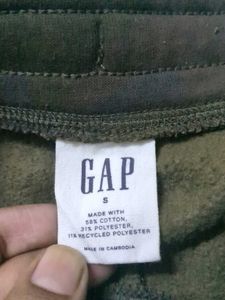 GAP
S
MADE WITH
58% COTTON,
31% POLYESTER,
11% RECYCLED POLYESTER
MADE IN CAMBODIA